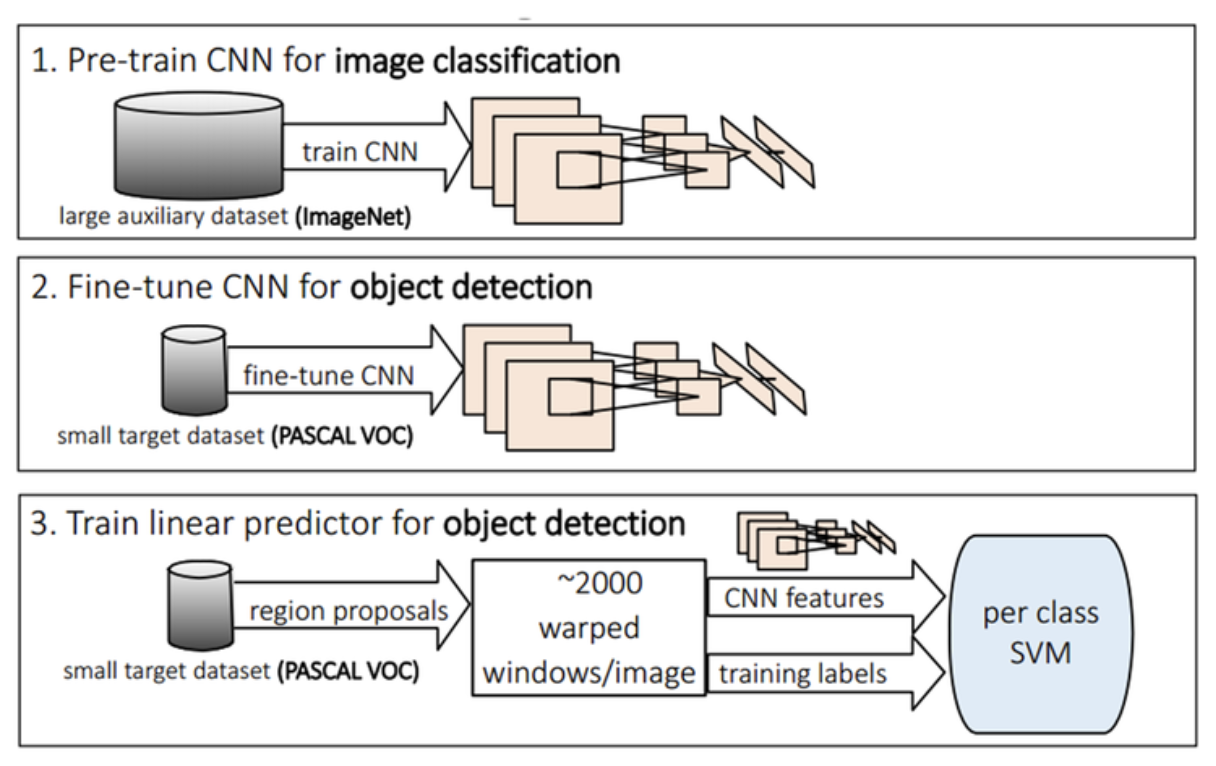 1. Pre-train CNN for image classification
train CNN
large auxiliary dataset (ImageNet)
2. Fine-tune CNN for object detection
fine-tune CNN
small target dataset (PASCAL VOC)
3. Train linear predictor for object detection
region proposals
small target dataset (PASCAL VOC)
~2000
warped
windows/image
CNN features
training labels
per class
SVM